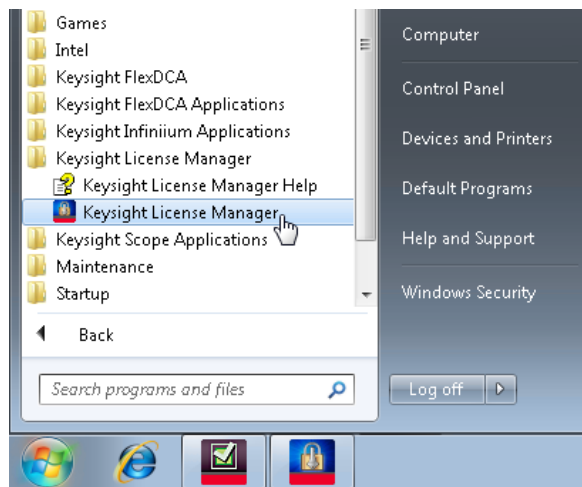 Games
Intel
Keysight FlexDCA
Keysight FlexDCA Applications
Keysight Infiniium Applications
Keysight License Manager
Keysight License Manager Help
Keysight License Manager
Keysight Scope Applications
Maintenance
Startup
Back
Search programs and files
Computer
Control Panel
Devices and Printers
Default Programs
Help and Support
Windows Security
Log off